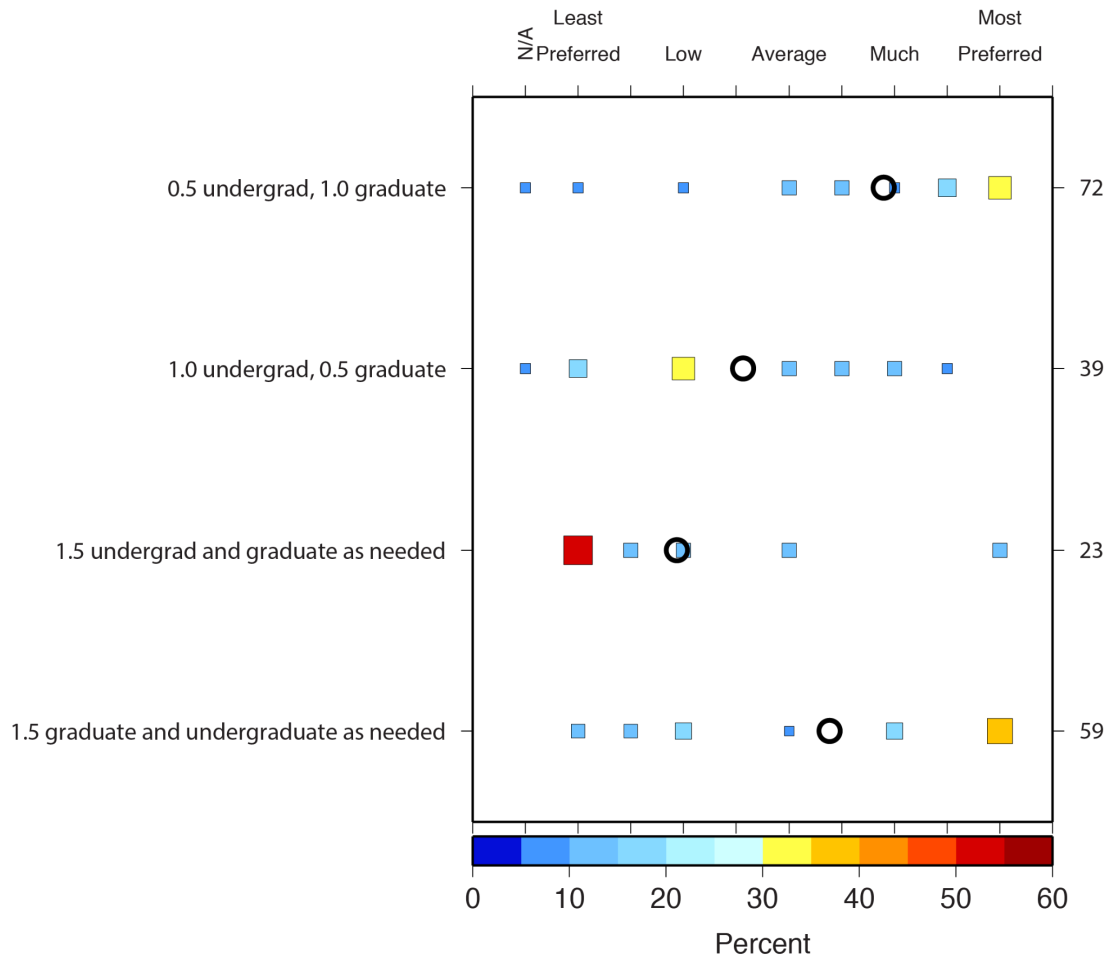 Least Most
N/A Preferred Low Average Much Preferred
0.5 undergrad, 1.0 graduate 72
1.0 undergrad, 0.5 graduate 39
1.5 undergrad and graduate as needed 23
1.5 graduate and undergraduate as needed 59
0 10 20 30 40 50 60
Percent